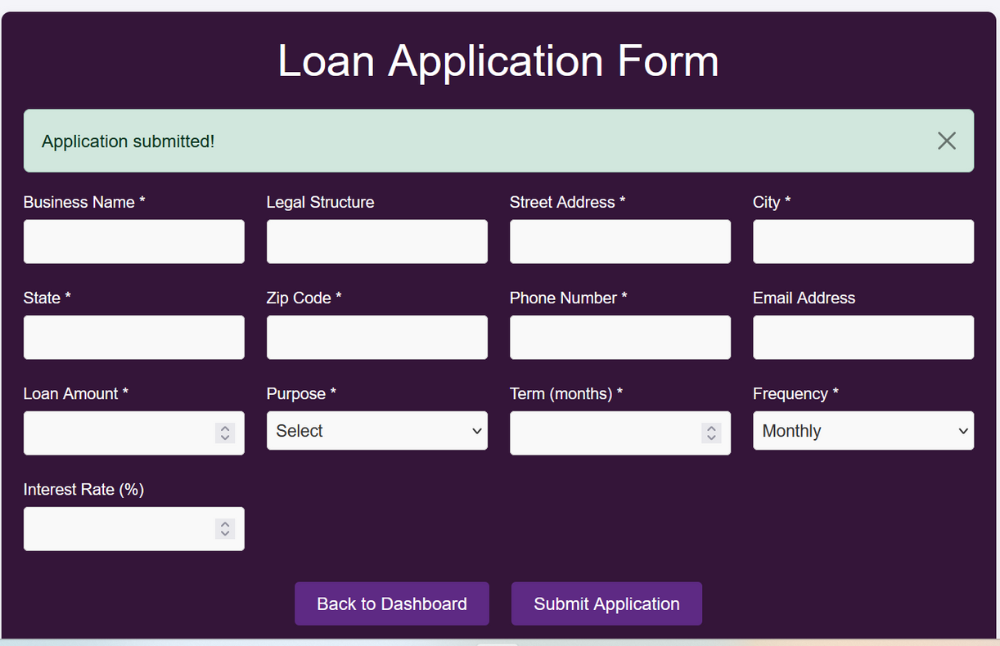 Loan Application Form
Application submitted!
Business Name * Legal Structure Street Address * City *
State * Zip Code * Phone Number * Email Address
Loan Amount * Purpose * Term (months) * Frequency *
Select Monthly
Interest Rate (%)
Back to Dashboard Submit Application